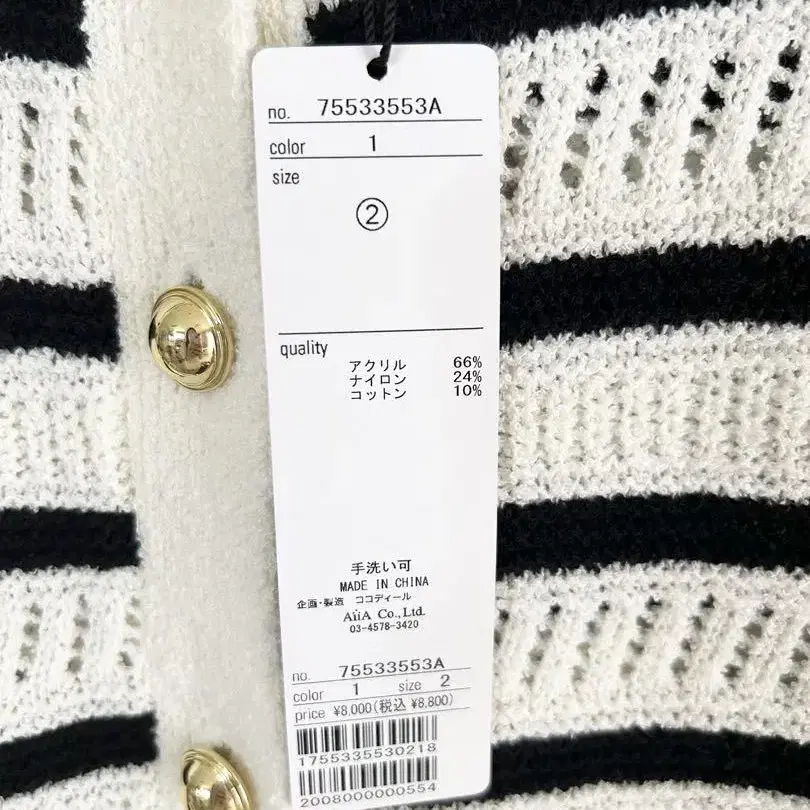 no. 75533553A
color 1
size
②
quality
アクリル 66%
ナイロン 24%
コットン 10%
手洗い可
MADE IN CHINA
企画・製造 ココディール
AiiA Co.,Ltd.
03-4578-3420
no. 75533553A
color 1 size 2
price ¥8,000(税込 ¥8,800)
1755335530218
2008000000554